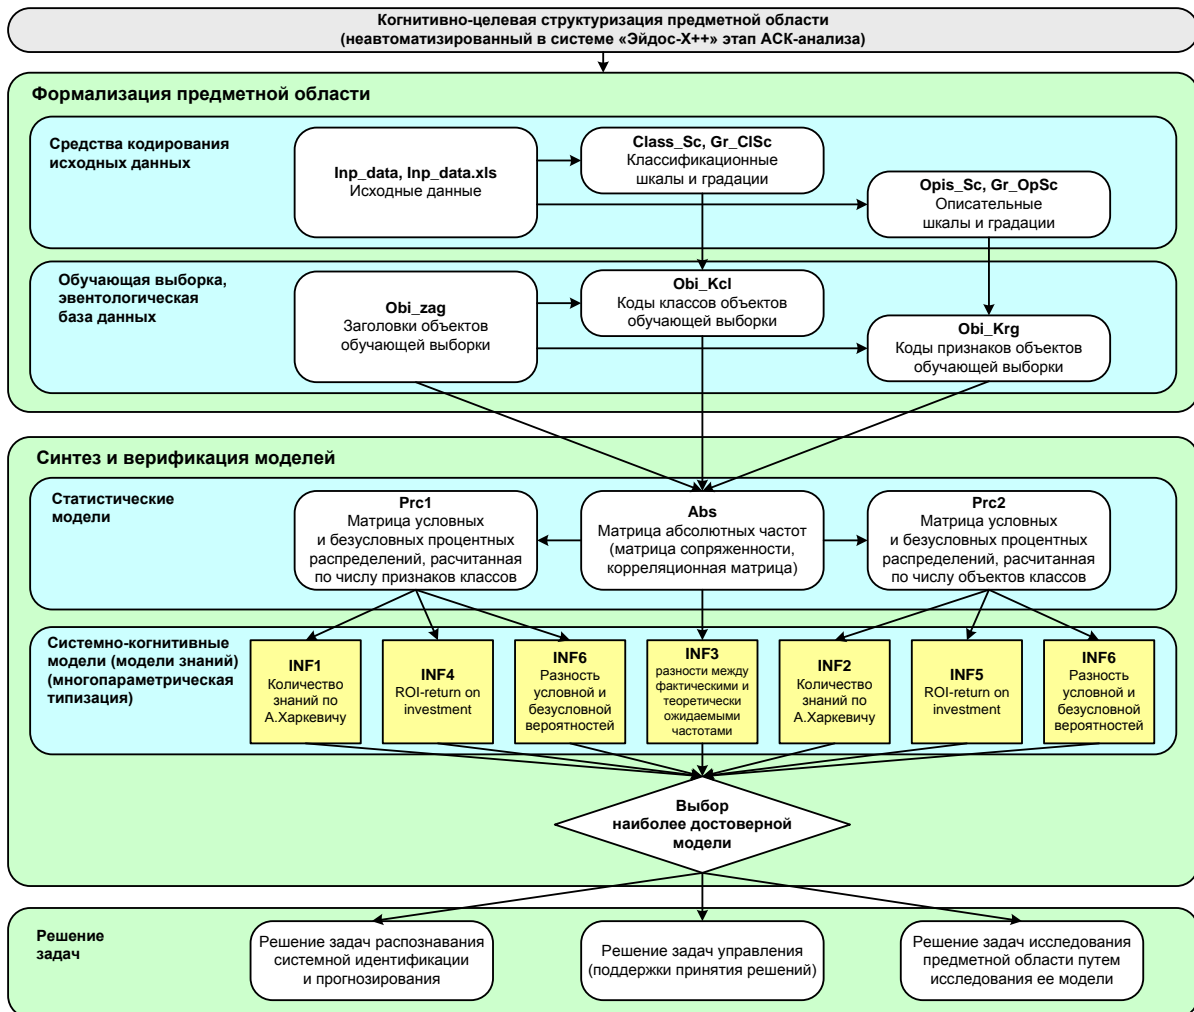 Когнитивно-целевая структуризация предметной области
(неавтоматизированный в системе «Эйдос-Х++» этап АСК-анализа)
Формализация предметной области
Средства кодирования
исходных данных
Inp_data, Inp_data.xls
Исходные данные
Class_Sc, Gr_ClSc
Классификационные
шкалы и градации
Opis_Sc, Gr_OpSc
Описательные
шкалы и градации
Обучающая выборка,
эвентологическая
база данных
Obi_zag
Заголовки объектов
обучающей выборки
Obi_Kcl
Коды классов объектов
обучающей выборки
Obi_Krg
Коды признаков объектов
обучающей выборки
Синтез и верификация моделей
Статистические
модели
Prc1
Матрица условных
и безусловных процентных
распределений, расчитанная
по числу признаков классов
Abs
Матрица абсолютных частот
(матрица сопряженности,
корреляционная матрица)
Prc2
Матрица условных
и безусловных процентных
распределений, расчитанная
по числу объектов классов
Системно-когнитивные
модели (модели знаний)
(многопараметрическая
типизация)
INF1
Количество
знаний по
А.Харкевичу
INF4
ROI-return on
investment
INF6
Разность
условной и
безусловной
вероятностей
INF3
разности между
фактическими и
теоретически
ожидаемыми
частотами
INF2
Количество
знаний по
А.Харкевичу
INF5
ROI-return on
investment
INF6
Разность
условной и
безусловной
вероятностей
Выбор
наиболее достоверной
модели
Решение
задач
Решение задач распознавания
системной идентификации
и прогнозирования
Решение задач управления
(поддержки принятия решений)
Решение задач исследования
предметной области путем
исследования ее модели